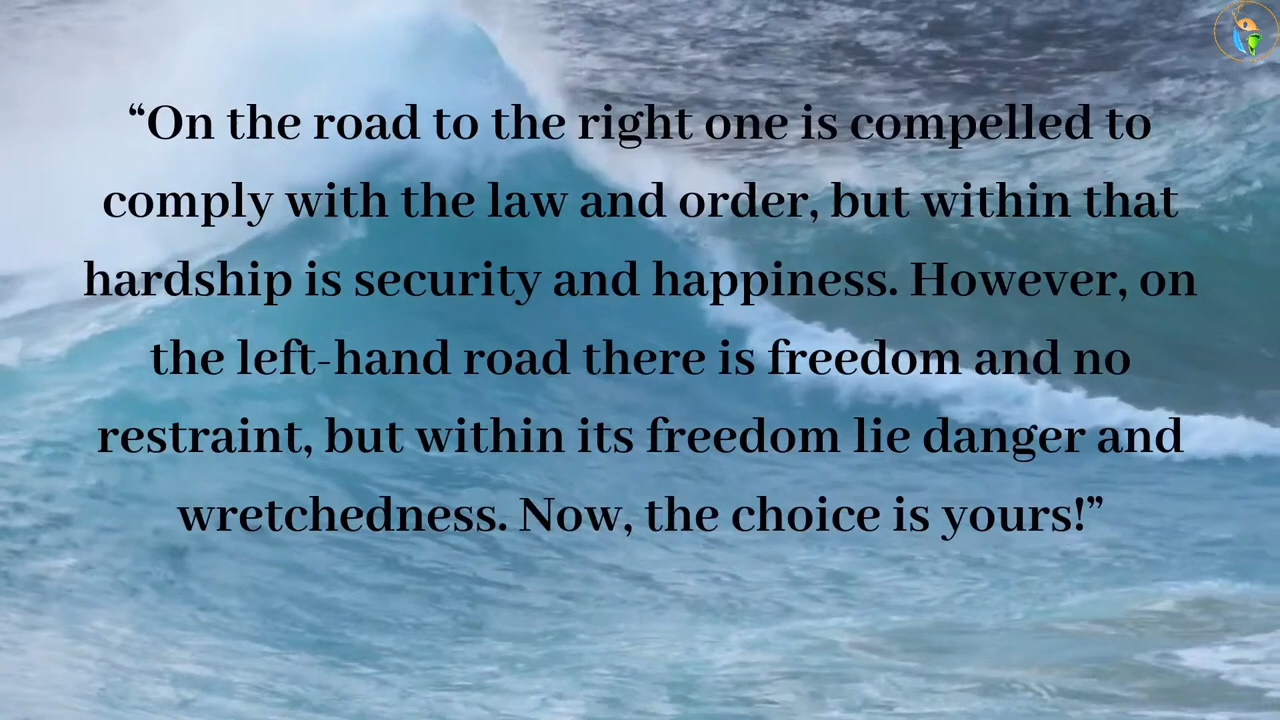 “On the road to the right one is compelled to
comply with the law and order, but within that
hardship is security and happiness. However, on
the left-hand road there is freedom and no
restraint, but within its freedom lie danger and
wretchedness. Now, the choice is yours!”